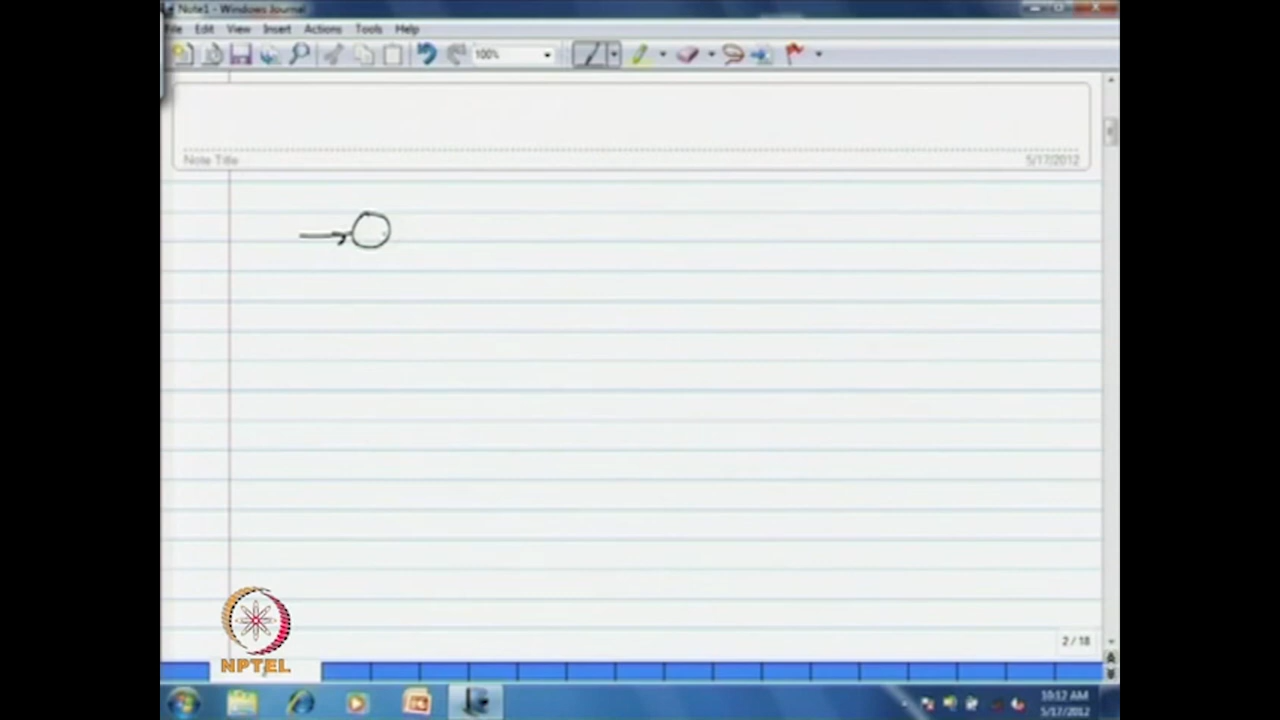 Note1 - Windows Journal
File Edit View Insert Actions Tools Help
100%
Note Title
5/17/2012
2 / 18
NPTEL
10:12 AM
5/17/2012